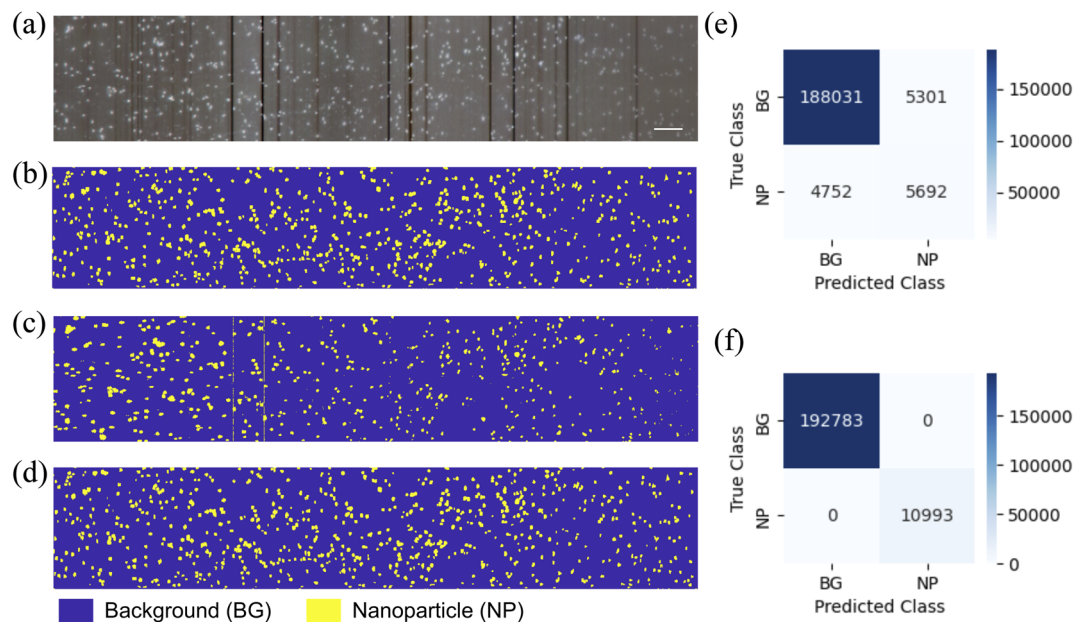 (a)
(b)
(c)
(d)
Background (BG)
Nanoparticle (NP)
(e)
True Class
BG
NP
188031
5301
4752
5692
BG
NP
Predicted Class
150000
100000
50000
(f)
True Class
BG
NP
192783
0
0
10993
BG
NP
Predicted Class
150000
100000
50000
0